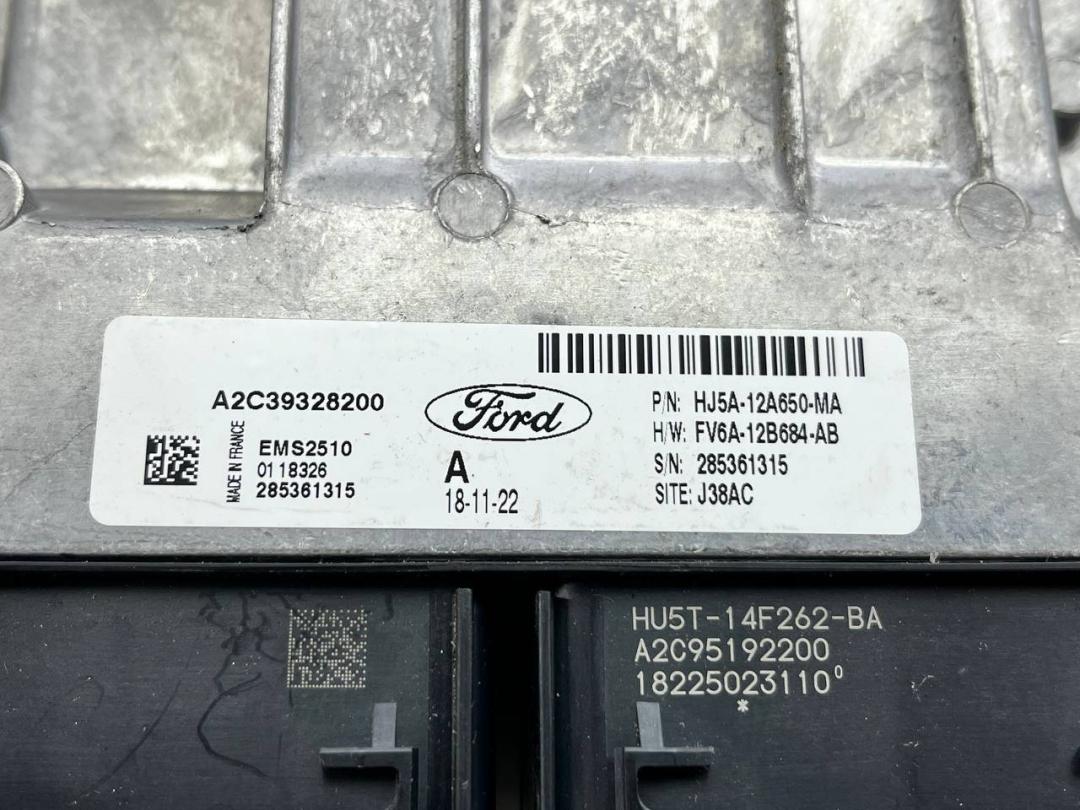 A2C39328200
MADE IN FRANCE
EMS2510
01 18326
285361315
Ford
A
18-11-22
P/N: HJ5A-12A650-MA
H/W: FV6A-12B684-AB
S/N: 285361315
SITE: J38AC
HU5T-14F262-BA
A2C95192200
182250231100
*